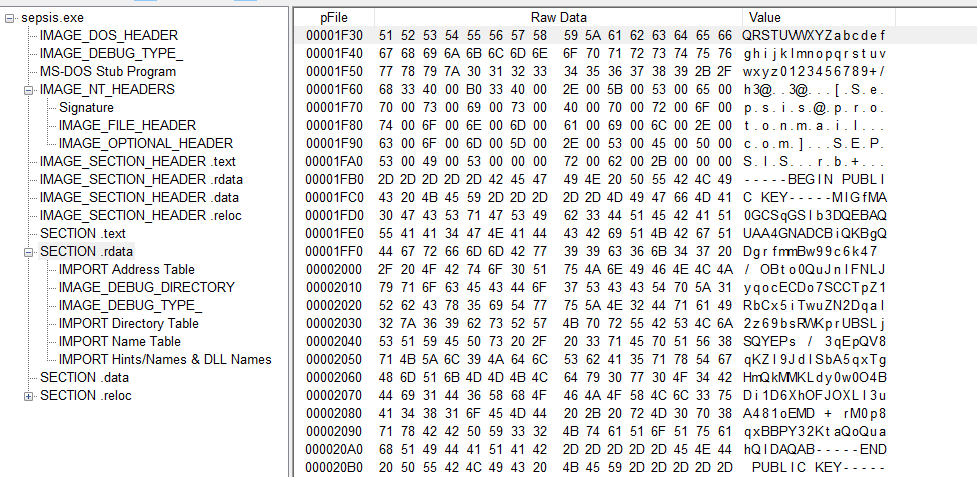 sepsis.exe
IMAGE_DOS_HEADER
IMAGE_DEBUG_TYPE_
MS-DOS Stub Program
IMAGE_NT_HEADERS
Signature
IMAGE_FILE_HEADER
IMAGE_OPTIONAL_HEADER
IMAGE_SECTION_HEADER .text
IMAGE_SECTION_HEADER .rdata
IMAGE_SECTION_HEADER .data
IMAGE_SECTION_HEADER .reloc
SECTION .text
SECTION .rdata
IMPORT Address Table
IMAGE_DEBUG_DIRECTORY
IMAGE_DEBUG_TYPE_
IMPORT Directory Table
IMPORT Name Table
IMPORT Hints/Names & DLL Names
SECTION .data
SECTION .reloc
pFile Raw Data Value
00001F30 51 52 53 54 55 56 57 58 59 5A 61 62 63 64 65 66 QRSTUVWXYZabcdef
00001F40 67 68 69 6A 6B 6C 6D 6E 6F 70 71 72 73 74 75 76 ghijklmnopqrstuv
00001F50 77 78 79 7A 30 31 32 33 34 35 36 37 38 39 2B 2F wxyz0123456789+/
00001F60 68 33 40 00 B0 33 40 00 2E 00 5B 00 53 00 65 00 h3@..3@...[.S.e.
00001F70 70 00 73 00 69 00 73 00 40 00 70 00 72 00 6F 00 p.s.i.s.@.p.r.o.
00001F80 74 00 6F 00 6E 00 6D 00 61 00 69 00 6C 00 2E 00 t.o.n.m.a.i.l...
00001F90 63 00 6F 00 6D 00 5D 00 2E 00 53 00 45 00 50 00 c.o.m.]...S.E.P.
00001FA0 53 00 49 00 53 00 00 00 72 00 62 00 2B 00 00 00 S.I.S...r.b.+...
00001FB0 2D 2D 2D 2D 2D 42 45 47 49 4E 20 50 55 42 4C 49 -----BEGIN PUBLI
00001FC0 43 20 4B 45 59 2D 2D 2D 2D 2D 4D 49 47 66 4D 41 C KEY-----MIGfMA
00001FD0 30 47 43 53 71 47 53 49 62 33 44 51 45 42 41 51 0GCSqGSIb3DQEBAQ
00001FE0 55 41 41 34 47 4E 41 44 43 42 69 51 4B 42 67 51 UAA4GNADCBiQKBgQ
00001FF0 44 67 72 66 6D 6D 42 77 39 39 63 36 6B 34 37 20 DgrfmmBw99c6k47
00002000 2F 20 4F 42 74 6F 30 51 75 4A 6E 49 46 4E 4C 4A / OBto0QuJnIFNLJ
00002010 79 71 6F 63 45 43 44 6F 37 53 43 43 54 70 5A 31 yqocECDo7SCCTpZ1
00002020 52 62 43 78 35 69 54 77 75 5A 4E 32 44 71 61 49 RbCx5iTwuZN2DqaI
00002030 32 7A 36 39 62 73 52 57 4B 70 72 55 42 53 4C 6A 2z69bsRWKprUBSLj
00002040 53 51 59 45 50 73 20 2F 20 33 71 45 70 51 56 38 SQYEPs / 3qEpQV8
00002050 71 4B 5A 6C 39 4A 64 6C 53 62 41 35 71 78 54 67 qKZl9JdlSbA5qxTg
00002060 48 6D 51 6B 4D 4D 4B 4C 64 79 30 77 30 4F 34 42 HmQkMMKLdy0w0O4B
00002070 44 69 31 44 36 58 68 4F 46 4A 4F 58 4C 6C 33 75 Di1D6XhOFJOXLl3u
00002080 41 34 38 31 6F 45 4D 44 20 2B 20 72 4D 30 70 38 A481oEMD + rM0p8
00002090 71 78 42 42 50 59 33 32 4B 74 61 51 6F 51 75 61 qxBBPY32KtaQoQua
000020A0 68 51 49 44 41 51 41 42 2D 2D 2D 2D 2D 45 4E 44 hQIDAQAB-----END
000020B0 20 50 55 42 4C 49 43 20 4B 45 59 2D 2D 2D 2D 2D PUBLIC KEY-----